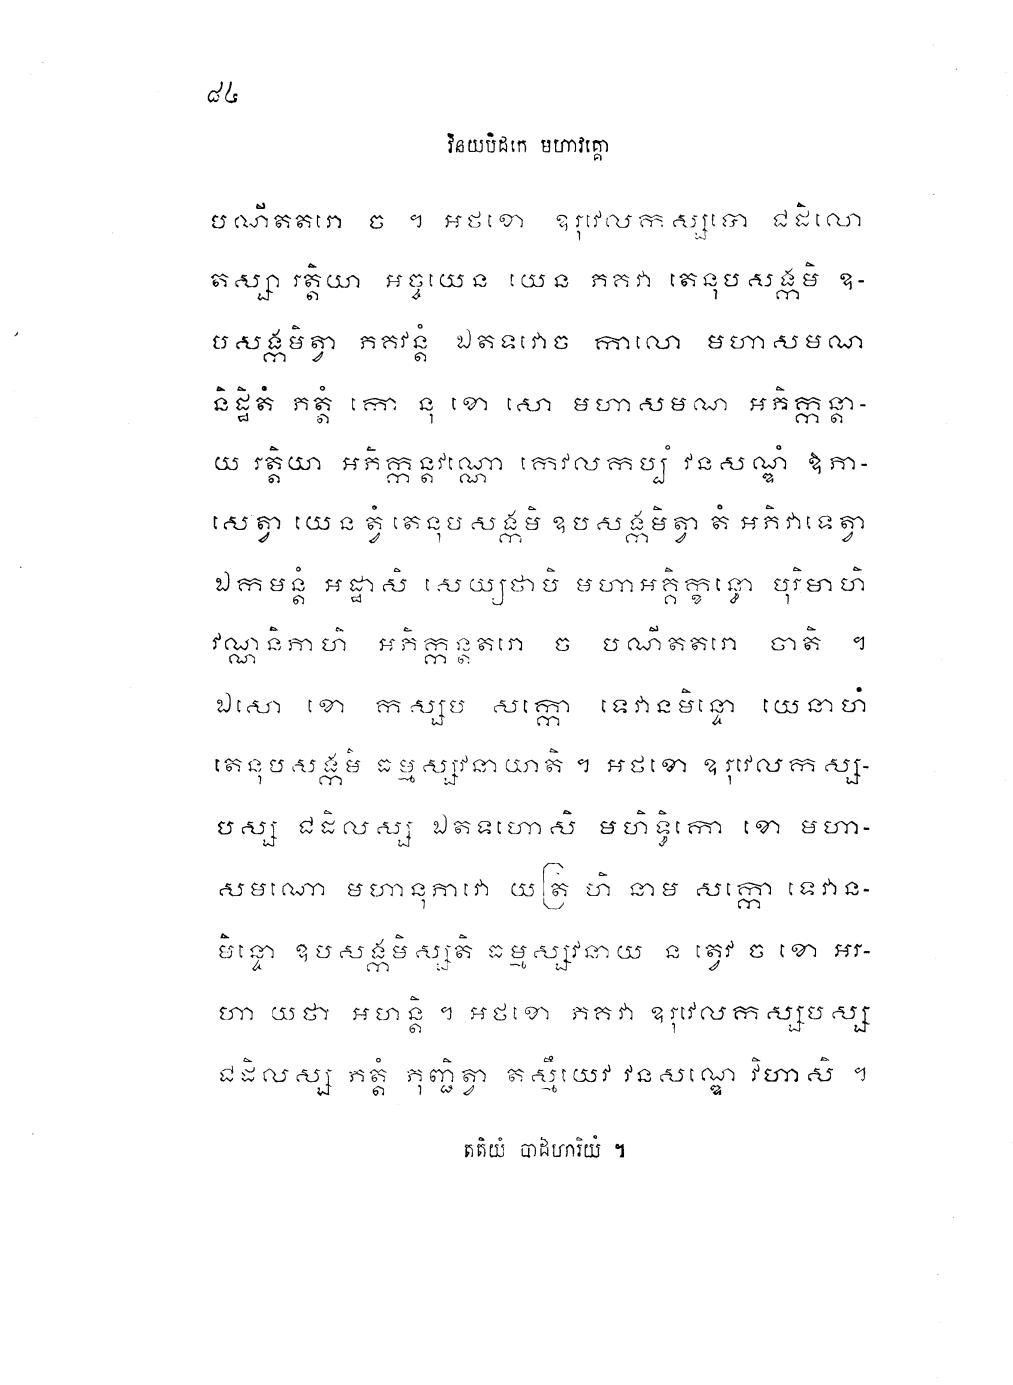 ៨៤
វិនយបិដកេ មហាវគ្គោ
បណីតតរោ ច ។ អថខោ ឧរុវេលកស្សបោ ជដិលោ
តស្សា រត្តិយា អច្ចយេន យេន ភគវា តេនុបសង្កមិ ឧ-
បសង្កមិត្វា ភគវន្តំ ឯតទវោច កាលោ មហាសមណ
និដ្ឋិតំ ភត្តំ កោ នុ ខោ សោ មហាសមណ អភិក្កន្តា-
យ រត្តិយា អភិក្កន្តវណ្ណោ កេវលកប្បំ វនសណ្ឌំ ឱភា-
សេត្វា យេន ត្វំ តេនុបសង្កមិ ឧបសង្កមិត្វា តំ អភិវាទេត្វា
ឯកមន្តំ អដ្ឋាសិ សេយ្យថាបិ មហាអគ្គិក្ខន្ធោ បុរិមាហិ
វណ្ណនិភាហិ អភិក្កន្តតរោ ច បណីតតរោ ចាតិ ។
ឯសោ ខោ កស្សប សក្កោ ទេវានមិន្ទោ យេនាហំ
តេនុបសង្កមិ ធម្មស្សវនាយាតិ ។ អថខោ ឧរុវេលកស្ស-
បស្ស ជដិលស្ស ឯតទហោសិ មហិទ្ធិកោ ខោ មហា-
សមណោ មហានុភាវោ យត្រ ហិ នាម សក្កោ ទេវាន-
មិន្ទោ ឧបសង្កមិស្សតិ ធម្មស្សវនាយ ន ត្វេវ ច ខោ អរ-
ហា យថា អហន្តិ ។ អថខោ ភគវា ឧរុវេលកស្សបស្ស
ជដិលស្ស ភត្តំ ភុញ្ជិត្វា តស្មឹយេវ វនសណ្ឌេ វិហាសិ ។
តតិយំ បាដិហារិយំ ។